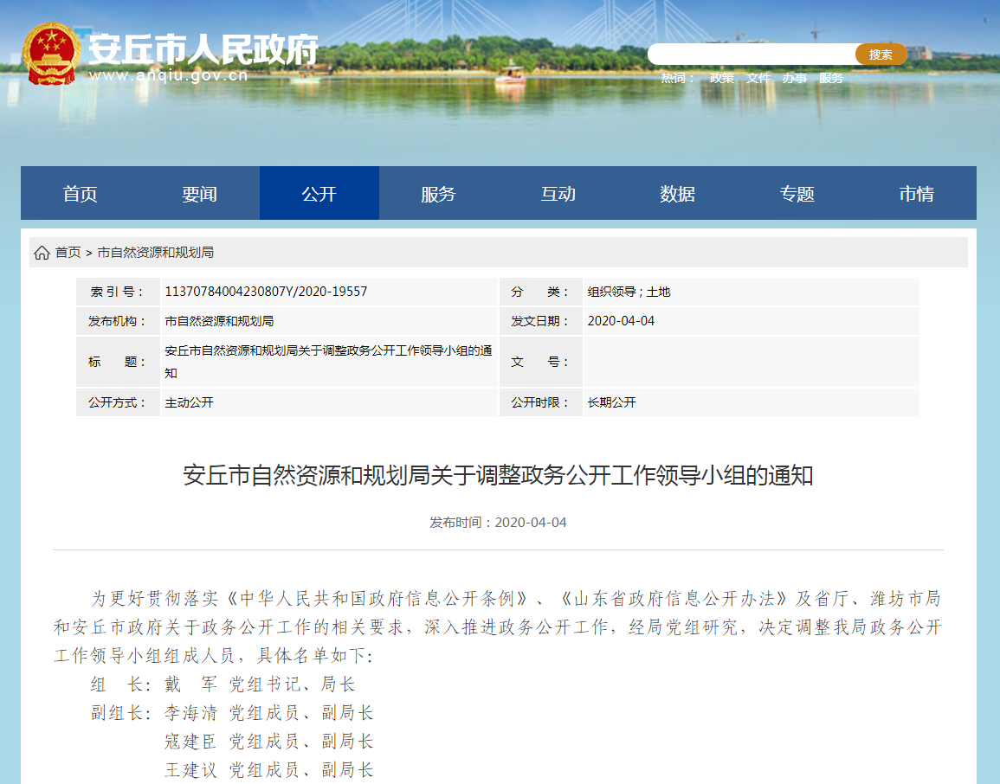 安丘市人民政府
www.anqiu.gov.cn
搜索
热词： 政策 文件 办事 服务
首页 要闻 公开 服务 互动 数据 专题 市情
首页 > 市自然资源和规划局
索 引 号： 11370784004230807Y/2020-19557 分 类： 组织领导 ; 土地
发布机构： 市自然资源和规划局 发文日期： 2020-04-04
标 题： 安丘市自然资源和规划局关于调整政务公开工作领导小组的通
知 文 号：
公开方式： 主动公开 公开时限： 长期公开
安丘市自然资源和规划局关于调整政务公开工作领导小组的通知
发布时间：2020-04-04
为更好贯彻落实《中华人民共和国政府信息公开条例》、《山东省政府信息公开办法》及省厅、潍坊市局
和安丘市政府关于政务公开工作的相关要求，深入推进政务公开工作，经局党组研究，决定调整我局政务公开
工作领导小组组成人员，具体名单如下：
组 长：戴 军 党组书记、局长
副组长：李海清 党组成员、副局长
寇建臣 党组成员、副局长
王建议 党组成员、副局长